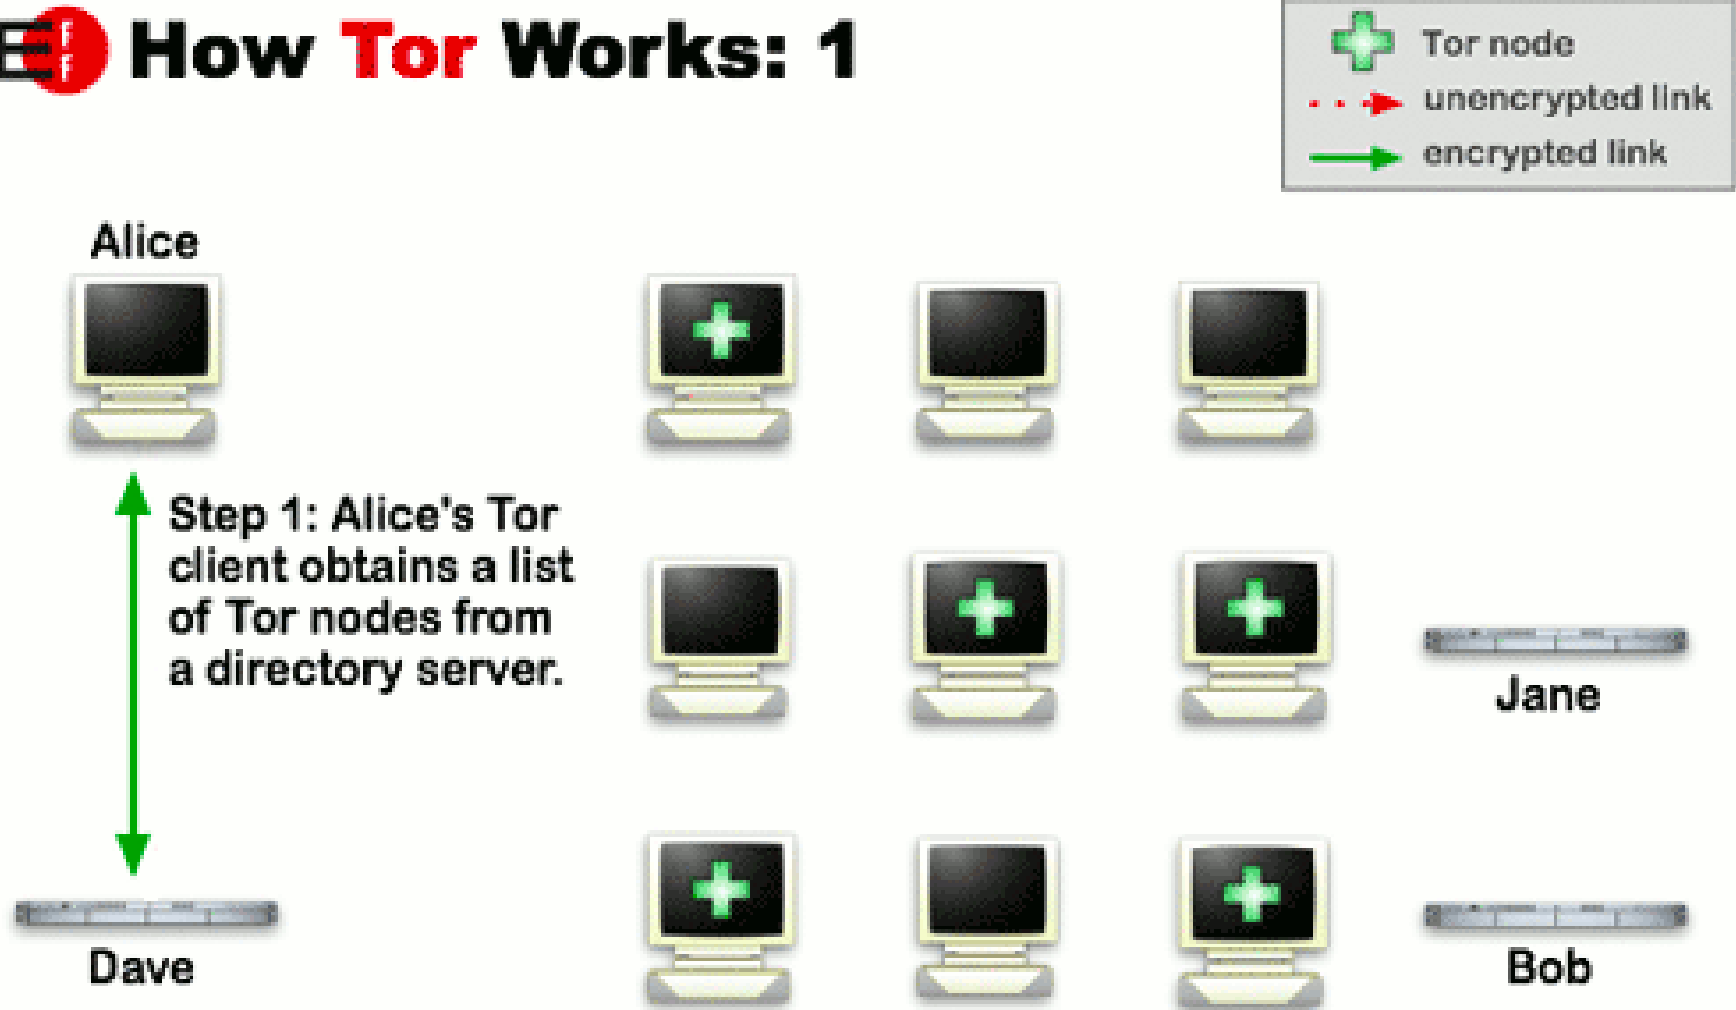 E How Tor Works: 1
Tor node
unencrypted link
encrypted link
Alice
Step 1: Alice's Tor
client obtains a list
of Tor nodes from
a directory server.
Jane
Dave
Bob